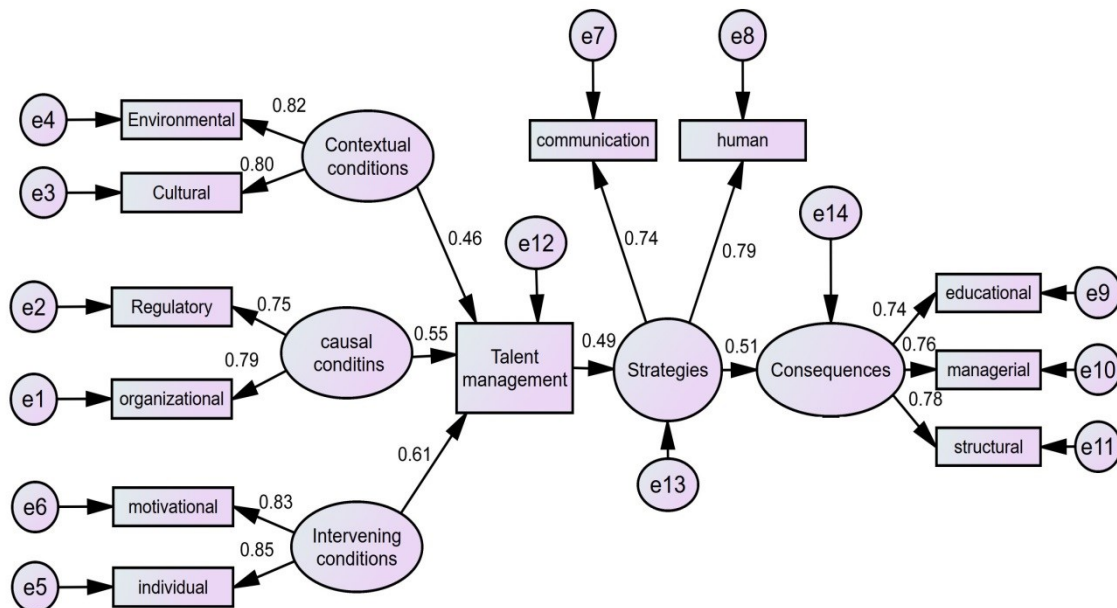 e7
e8
e4
Environmental
0.82
Contextual
conditions
communication
human
e3
Cultural
0.80
e14
0.46
e12
0.74
0.79
e2
Regulatory
0.75
causal
conditins
0.55
Talent
management
0.49
Strategies
0.51
Consequences
0.74
educational
e9
0.76
managerial
e10
0.78
structural
e11
e1
organizational
0.79
0.61
e13
e6
motivational
0.83
Intervening
conditions
e5
individual
0.85